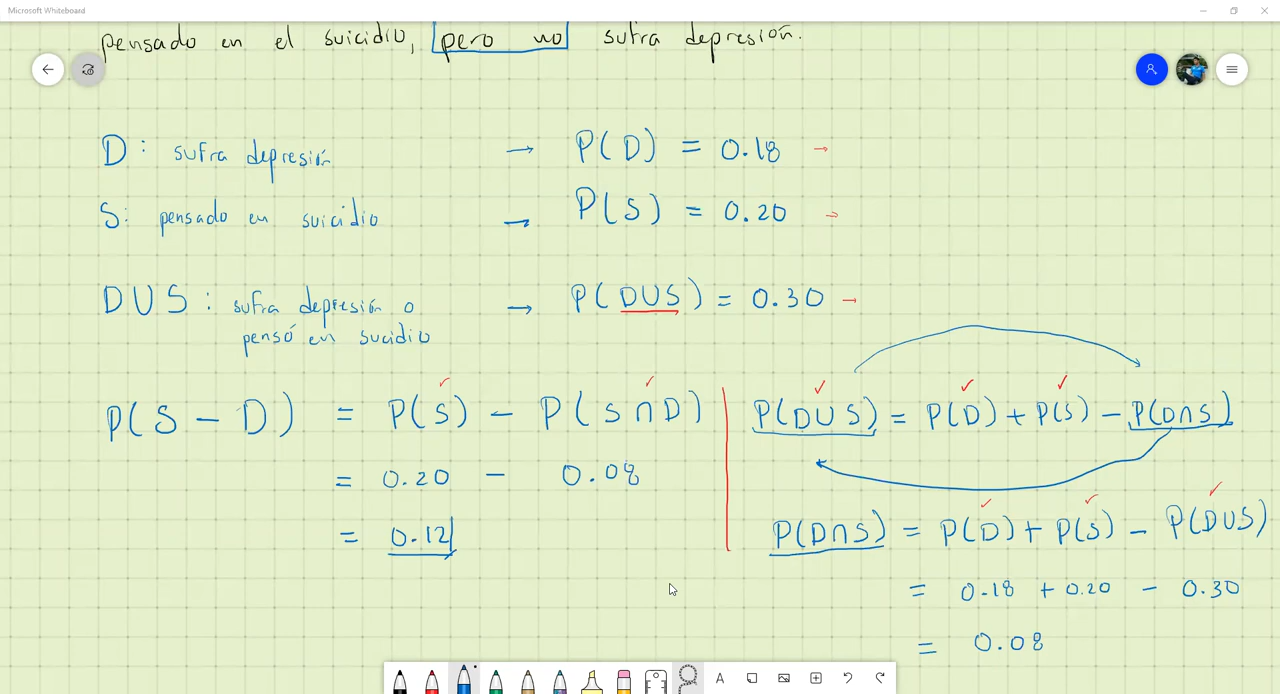 Microsoft Whiteboard
pensado en el suicidio, pero no sufra depresión.
D: sufra depresión → P(D) = 0.18 →
S: pensado en suicidio → P(S) = 0.20 →
DUS: sufra depresión o → P(DUS) = 0.30 →
pensó en suicidio
P(S - D) = P(S) - P(S∩D)
= 0.20 - 0.08
= 0.12
P(DUS) = P(D) + P(S) - P(D∩S)
P(D∩S) = P(D) + P(S) - P(DUS)
= 0.18 + 0.20 - 0.30
= 0.08